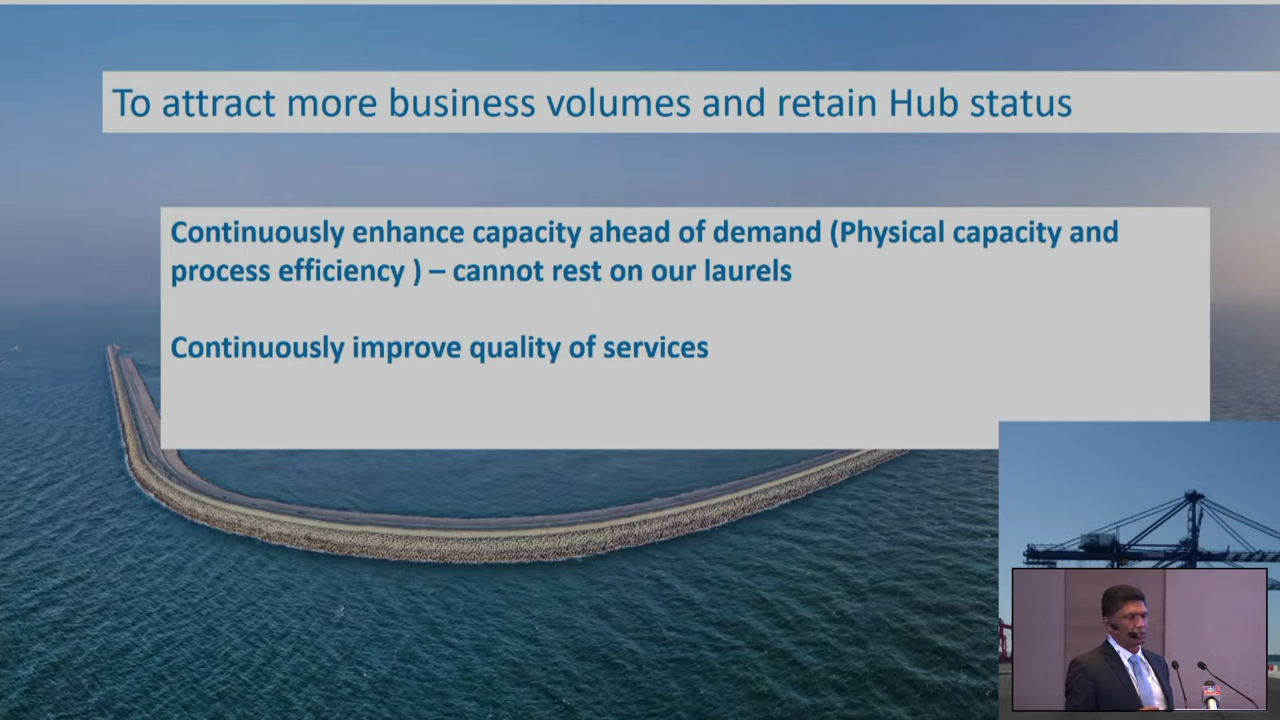 To attract more business volumes and retain Hub status
Continuously enhance capacity ahead of demand (Physical capacity and
process efficiency ) – cannot rest on our laurels
Continuously improve quality of services